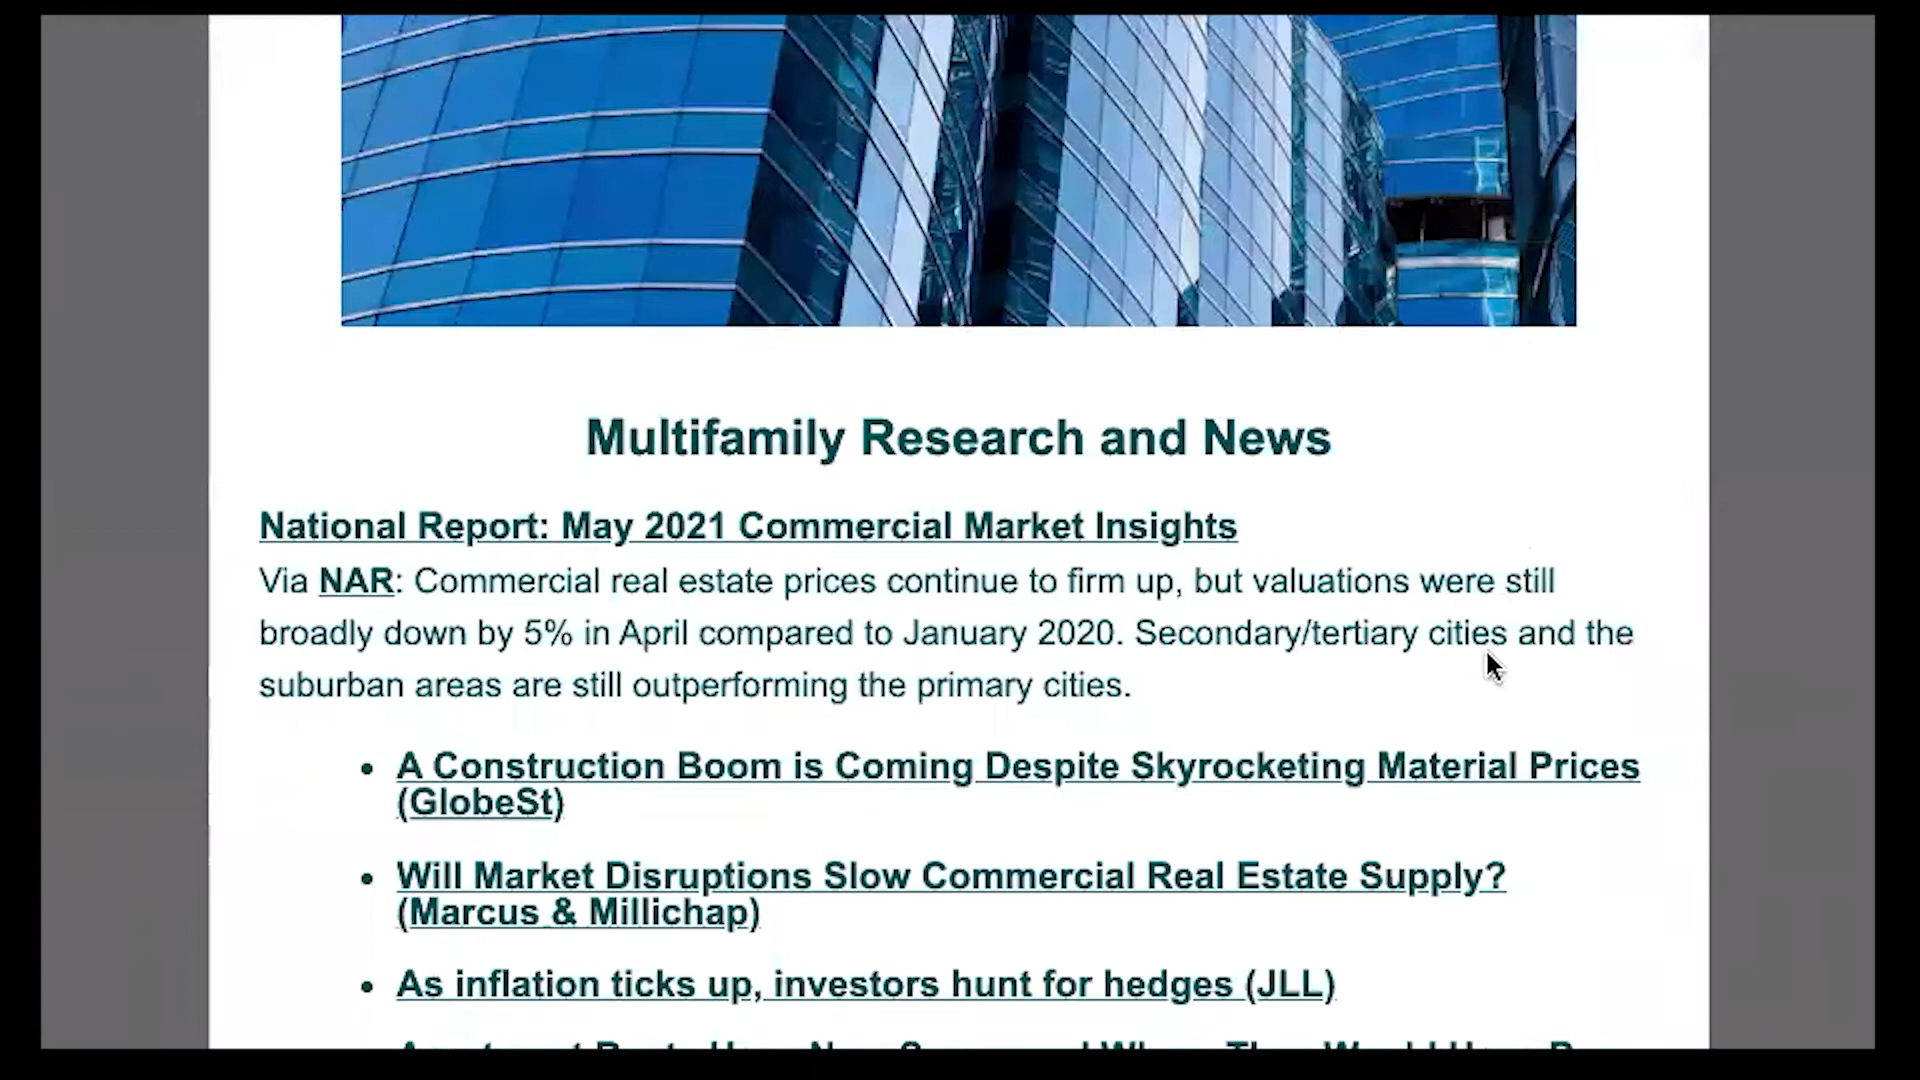 Multifamily Research and News
National Report: May 2021 Commercial Market Insights
Via NAR: Commercial real estate prices continue to firm up, but valuations were still
broadly down by 5% in April compared to January 2020. Secondary/tertiary cities and the
suburban areas are still outperforming the primary cities.
• A Construction Boom is Coming Despite Skyrocketing Material Prices
(GlobeSt)
• Will Market Disruptions Slow Commercial Real Estate Supply?
(Marcus & Millichap)
• As inflation ticks up, investors hunt for hedges (JLL)